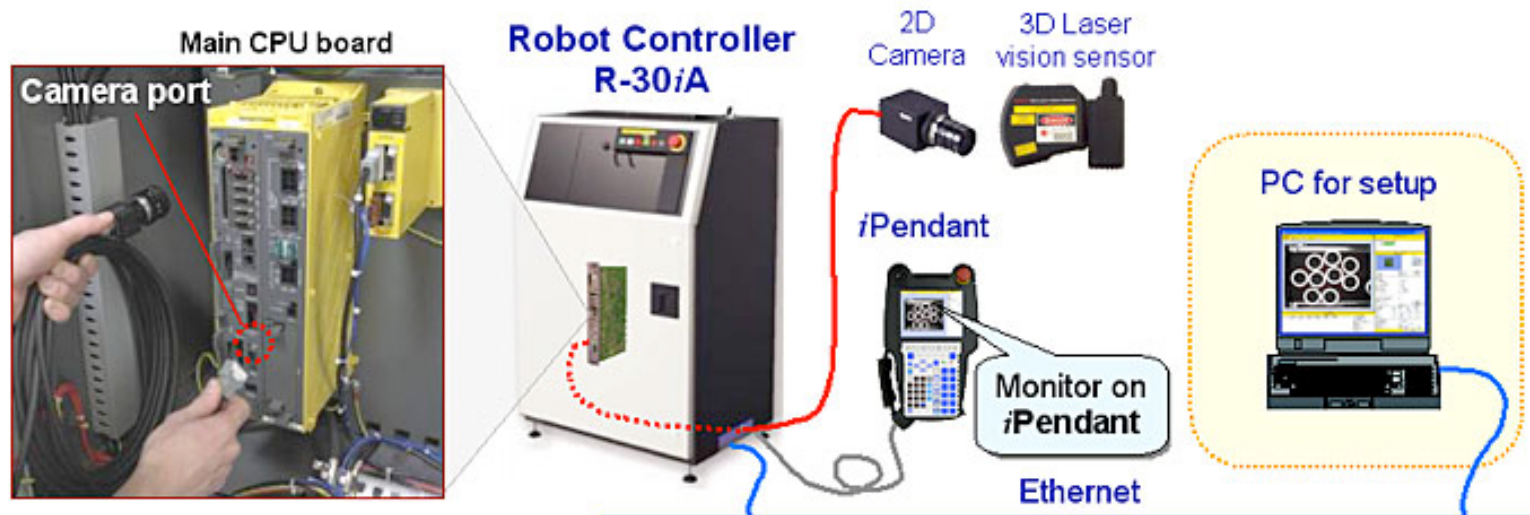 Main CPU board
Camera port
Robot Controller
R-30iA
2D
Camera
3D Laser
vision sensor
iPendant
Monitor on
iPendant
PC for setup
Ethernet